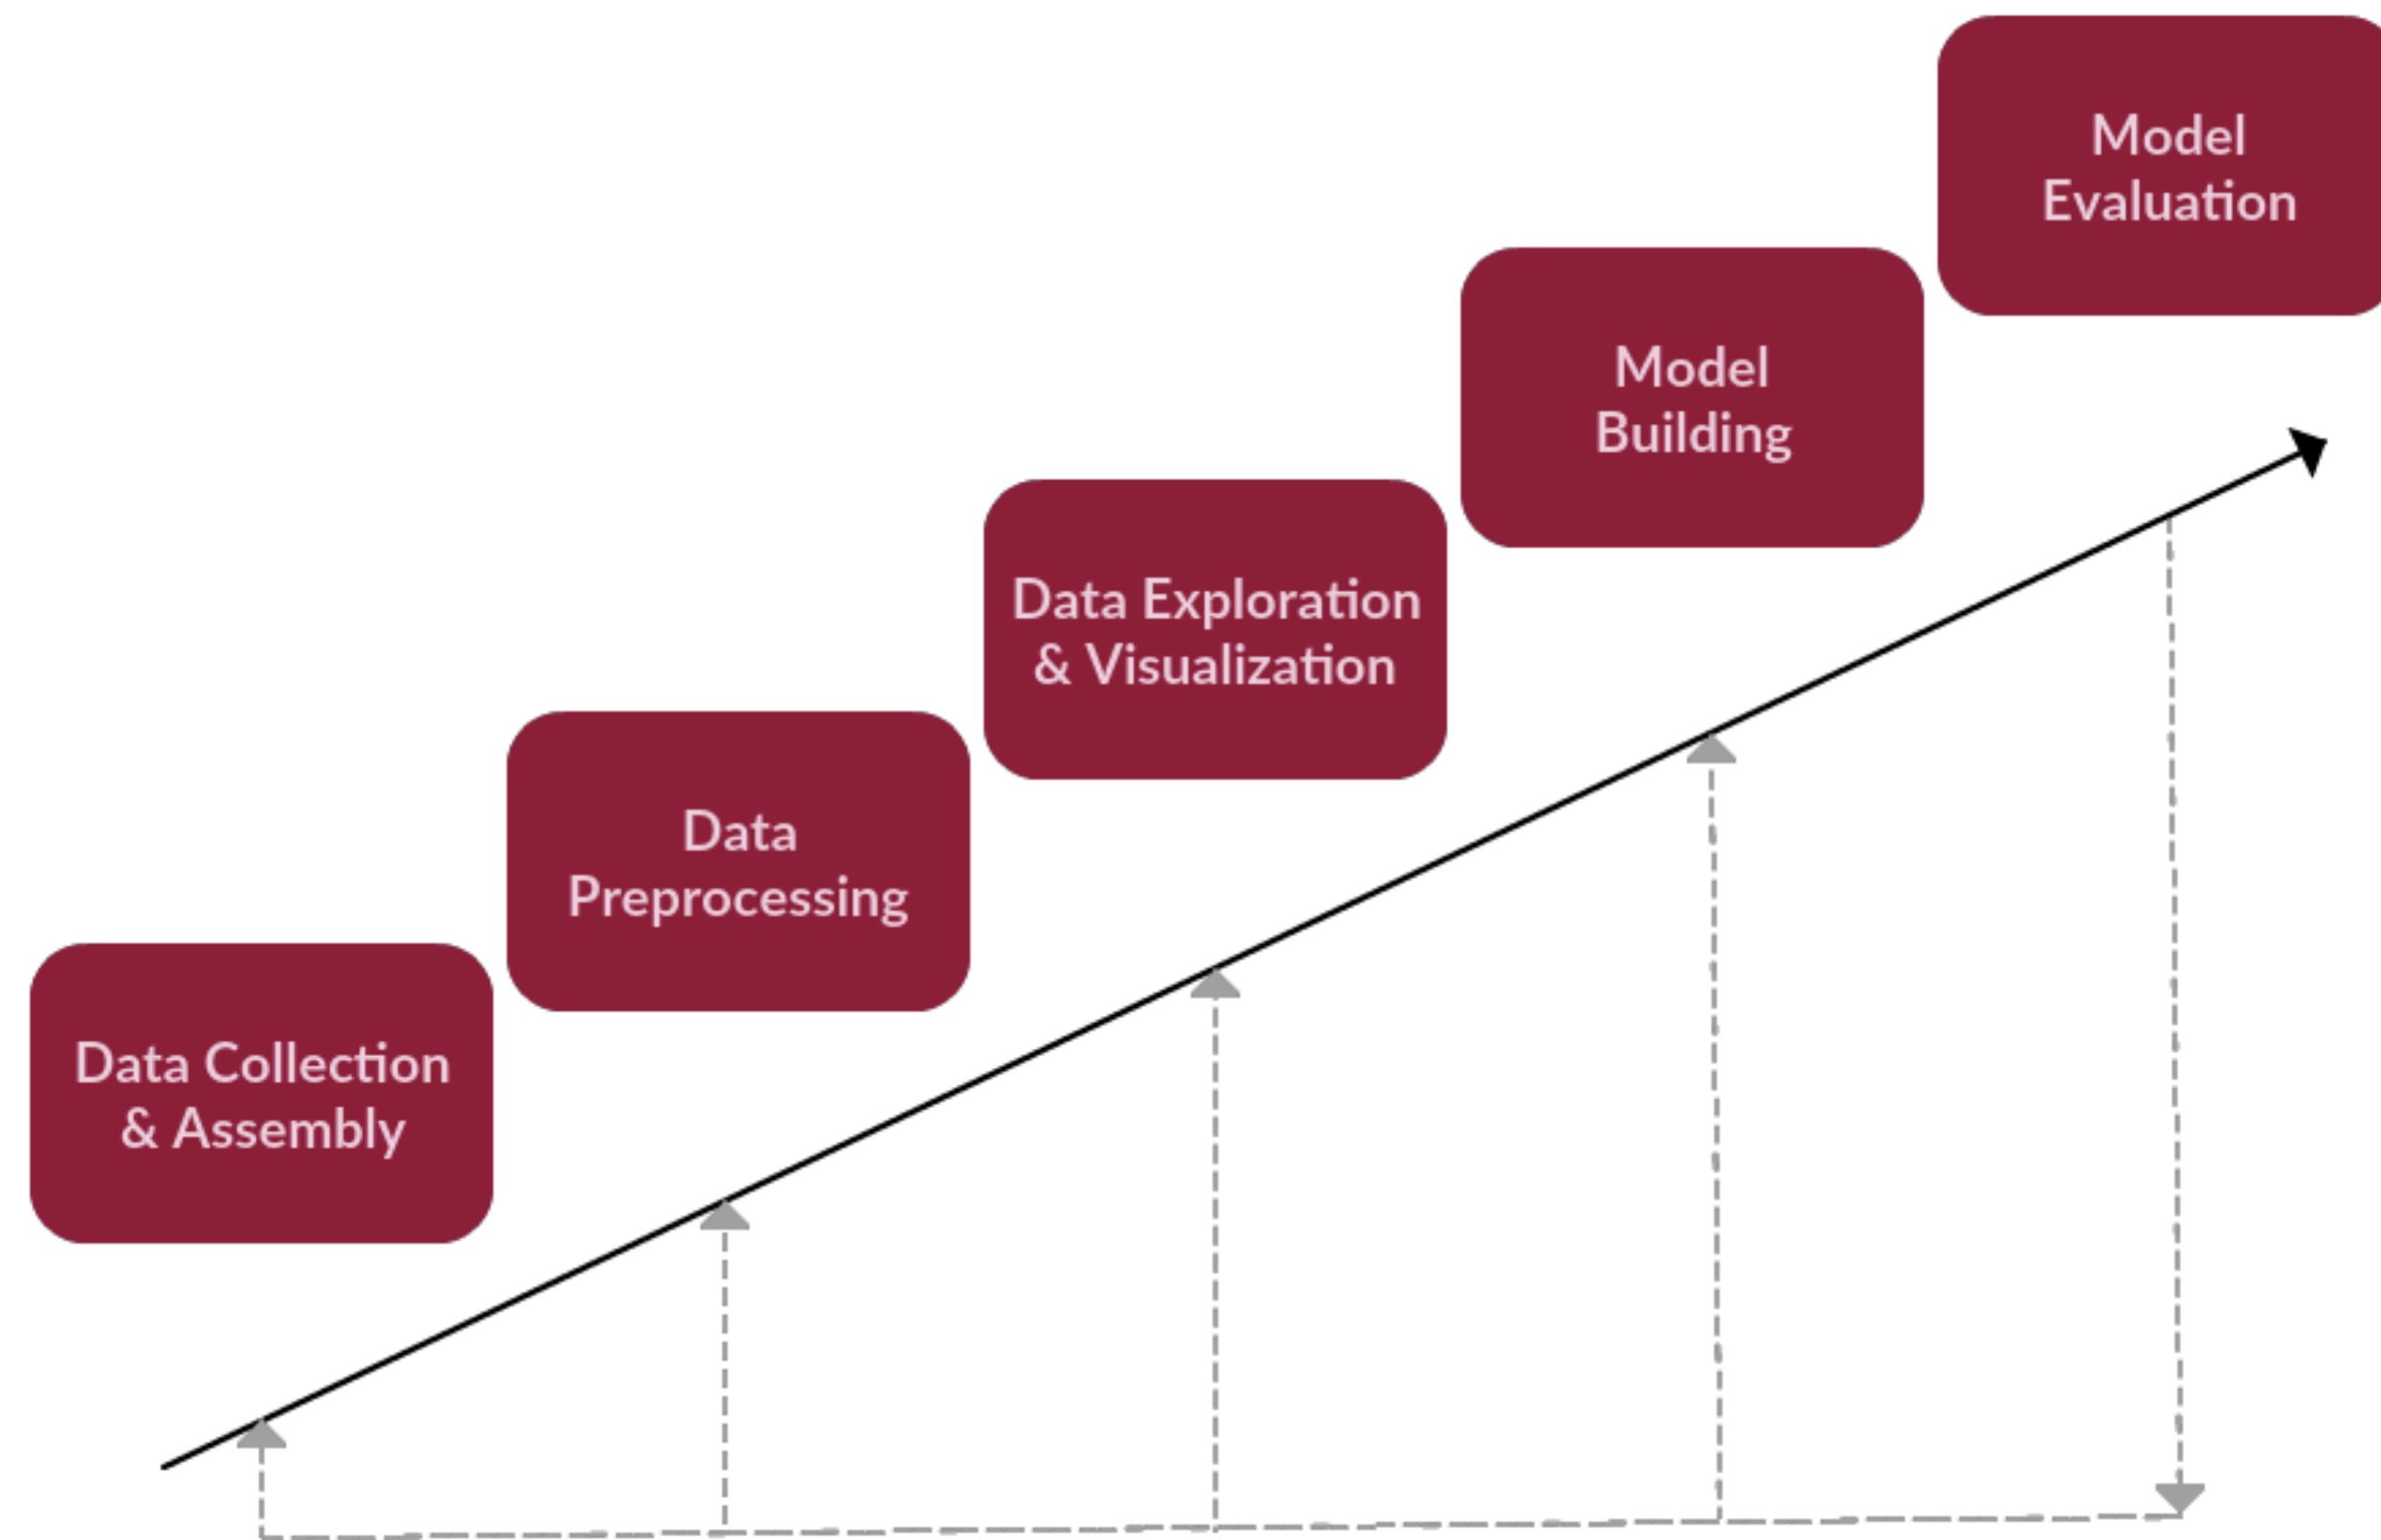 Model
Evaluation
Model
Building
Data Exploration
& Visualization
Data
Preprocessing
Data Collection
& Assembly